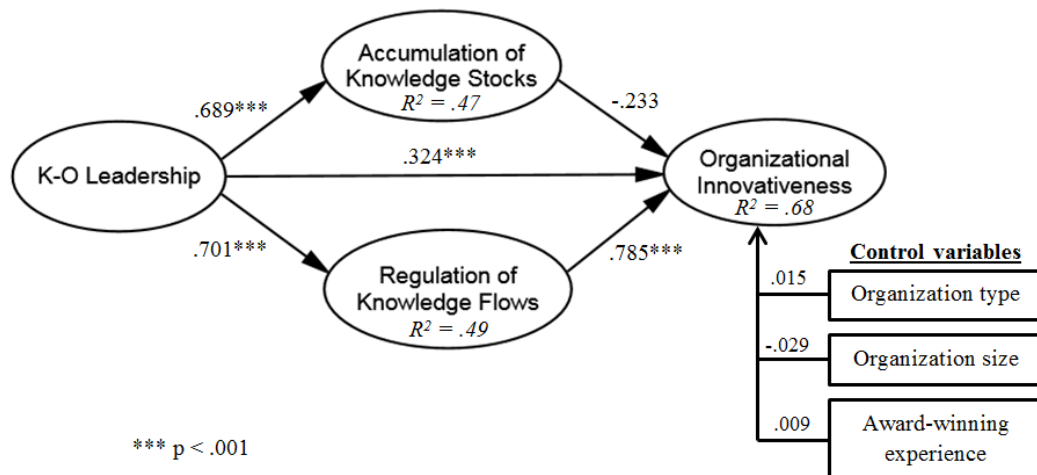 Accumulation of
Knowledge Stocks
R² = .47
.689***
-.233
K-O Leadership
.324***
Organizational
Innovativeness
R² = .68
.701***
.785***
Regulation of
Knowledge Flows
R² = .49
Control variables
.015
Organization type
-.029
Organization size
.009
Award-winning
experience
*** p < .001